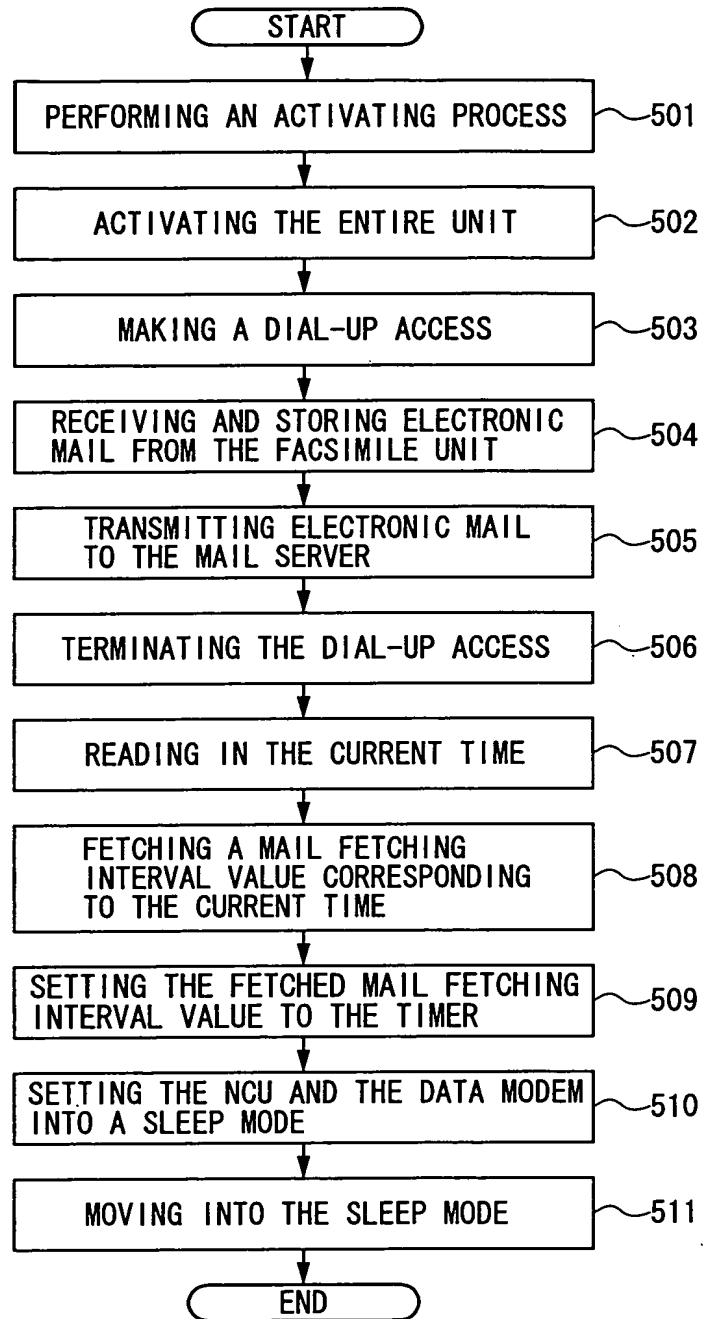 START
PERFORMING AN ACTIVATING PROCESS 501
ACTIVATING THE ENTIRE UNIT 502
MAKING A DIAL-UP ACCESS 503
RECEIVING AND STORING ELECTRONIC
MAIL FROM THE FACSIMILE UNIT 504
TRANSMITTING ELECTRONIC MAIL
TO THE MAIL SERVER 505
TERMINATING THE DIAL-UP ACCESS 506
READING IN THE CURRENT TIME 507
FETCHING A MAIL FETCHING
INTERVAL VALUE CORRESPONDING 508
TO THE CURRENT TIME
SETTING THE FETCHED MAIL FETCHING
INTERVAL VALUE TO THE TIMER 509
SETTING THE NCU AND THE DATA MODEM
INTO A SLEEP MODE 510
MOVING INTO THE SLEEP MODE 511
END